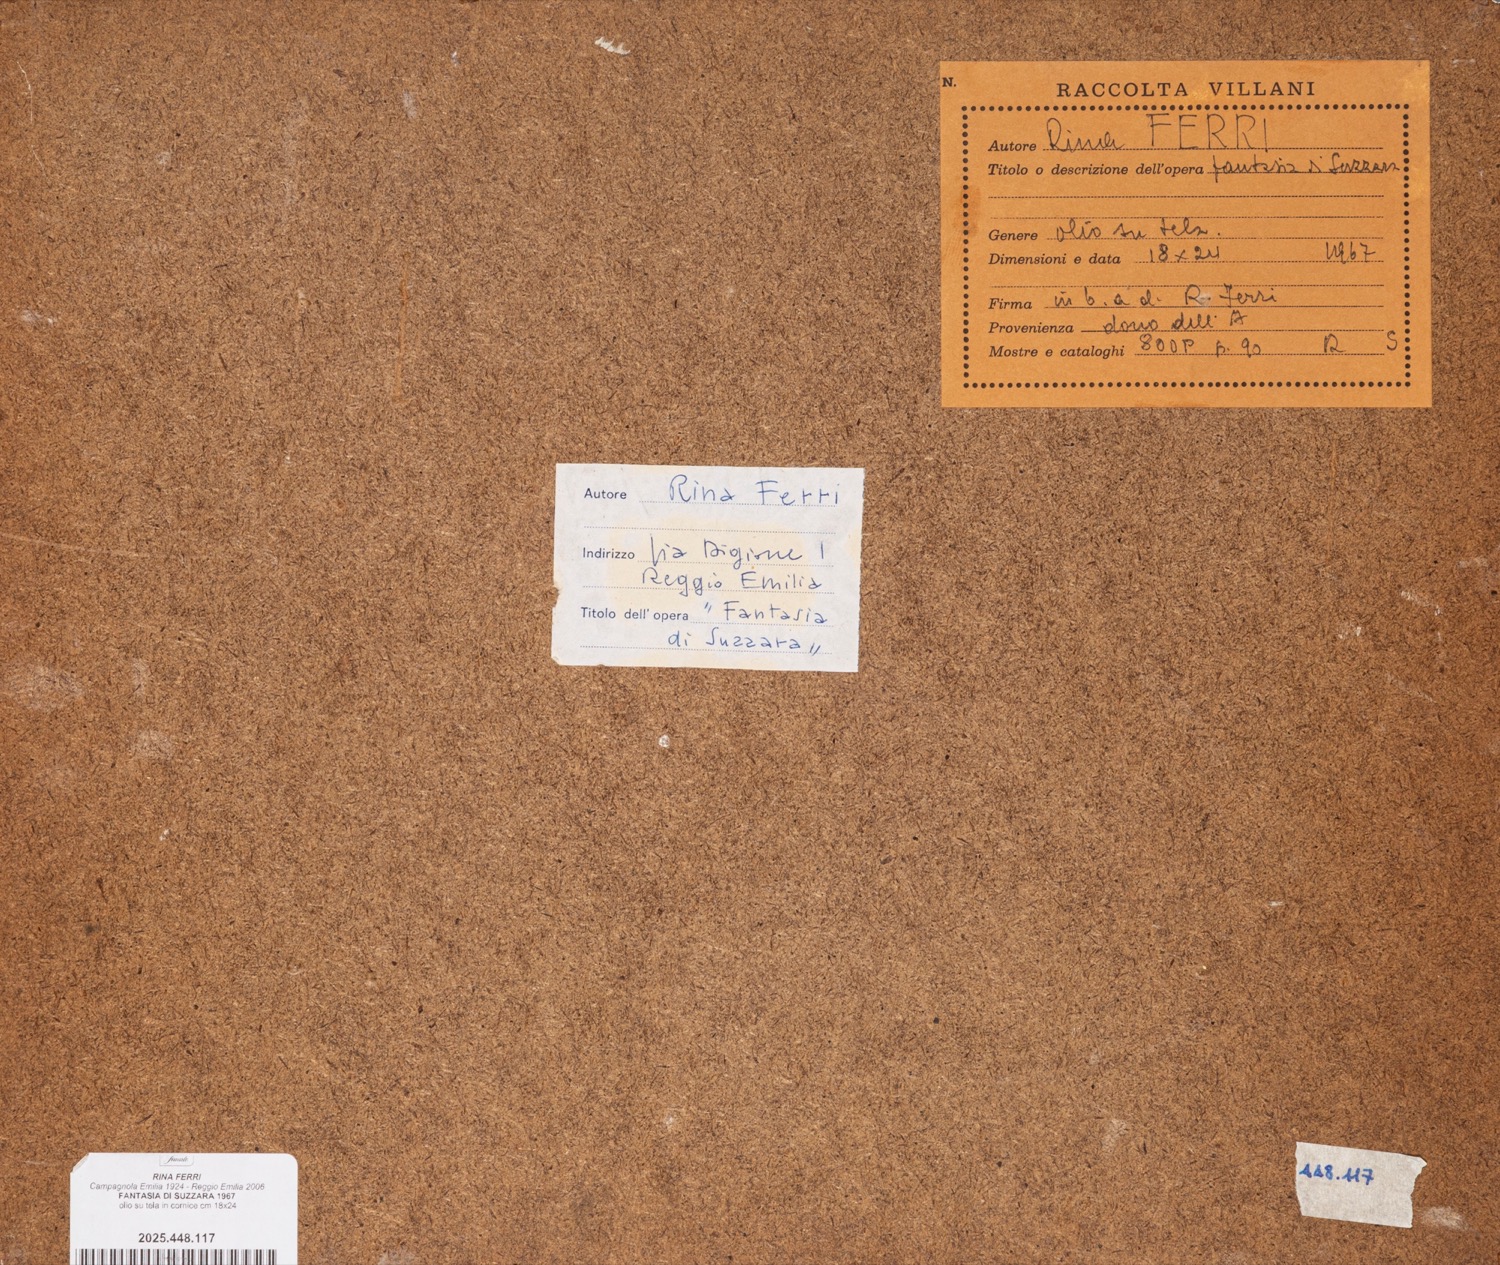 N.
RACCOLTA VILLANI
Autore Rina FERRI
Titolo o descrizione dell'opera fantasia di Suzzara
Genere olio su tela.
Dimensioni e data 18x24 1967
Firma in b. a d. R. Ferri
Provenienza dono dell' A
Mostre e cataloghi 800P p. 90 R S
Autore Rina Ferri
Indirizzo Via Digione 1
Reggio Emilia
Titolo dell'opera "Fantasia
di Suzzara"
RINA FERRI
Campagnola Emilia 1924 - Reggio Emilia 2006
FANTASIA DI SUZZARA 1967
olio su tela in cornice cm 18x24
2025.448.117
448.117